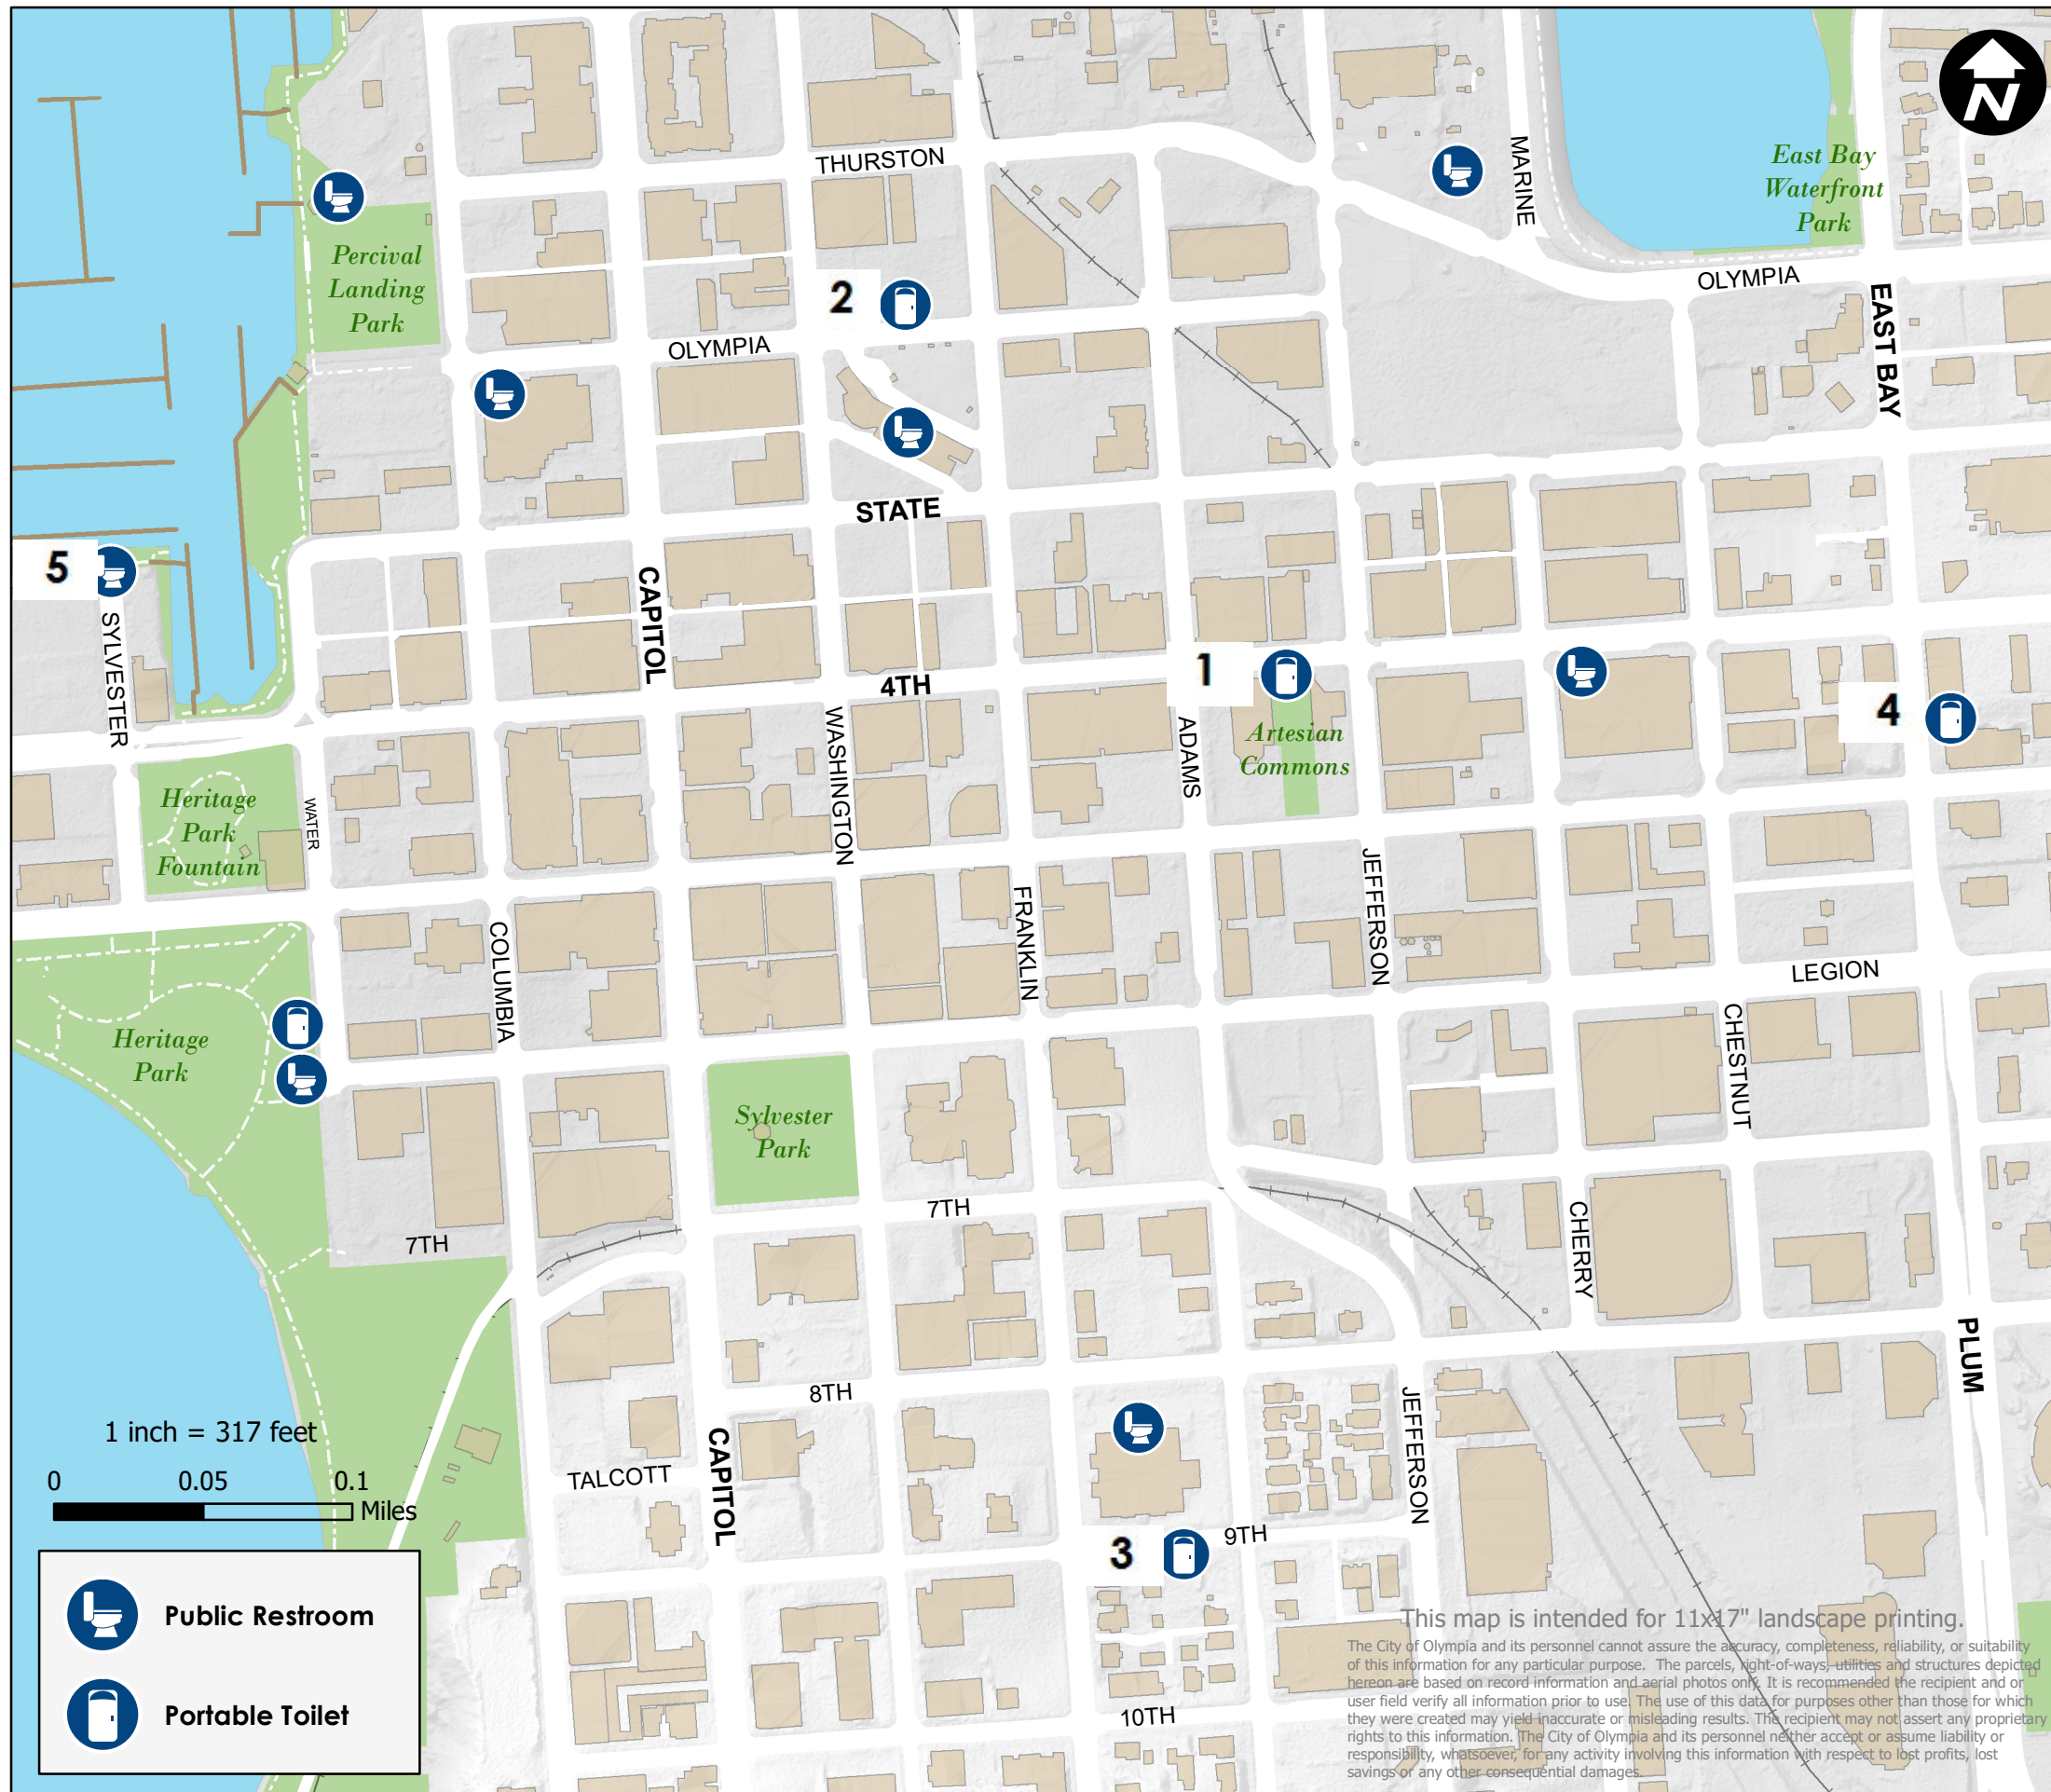 N
THURSTON
MARINE
East Bay
Waterfront
Park
Percival
Landing
Park
2
OLYMPIA
OLYMPIA
EAST BAY
STATE
5
SYLVESTER
CAPITOL
4TH
1
4
WASHINGTON
ADAMS
Artesian
Commons
Heritage
Park
Fountain
WATER
JEFFERSON
FRANKLIN
COLUMBIA
LEGION
Heritage
Park
CHESTNUT
Sylvester
Park
7TH
7TH
CHERRY
PLUM
8TH
JEFFERSON
CAPITOL
TALCOTT
1 inch = 317 feet
0 0.05 0.1
Miles
3
9TH
10TH
Public Restroom
Portable Toilet
This map is intended for 11x17" landscape printing.
The City of Olympia and its personnel cannot assure the accuracy, completeness, reliability, or suitability
of this information for any particular purpose. The parcels, right-of-ways, utilities and structures depicted
hereon are based on record information and aerial photos only. It is recommended the recipient and or
user field verify all information prior to use. The use of this data for purposes other than those for which
they were created may yield inaccurate or misleading results. The recipient may not assert any proprietary
rights to this information. The City of Olympia and its personnel neither accept or assume liability or
responsibility, whatsoever, for any activity involving this information with respect to lost profits, lost
savings or any other consequential damages.